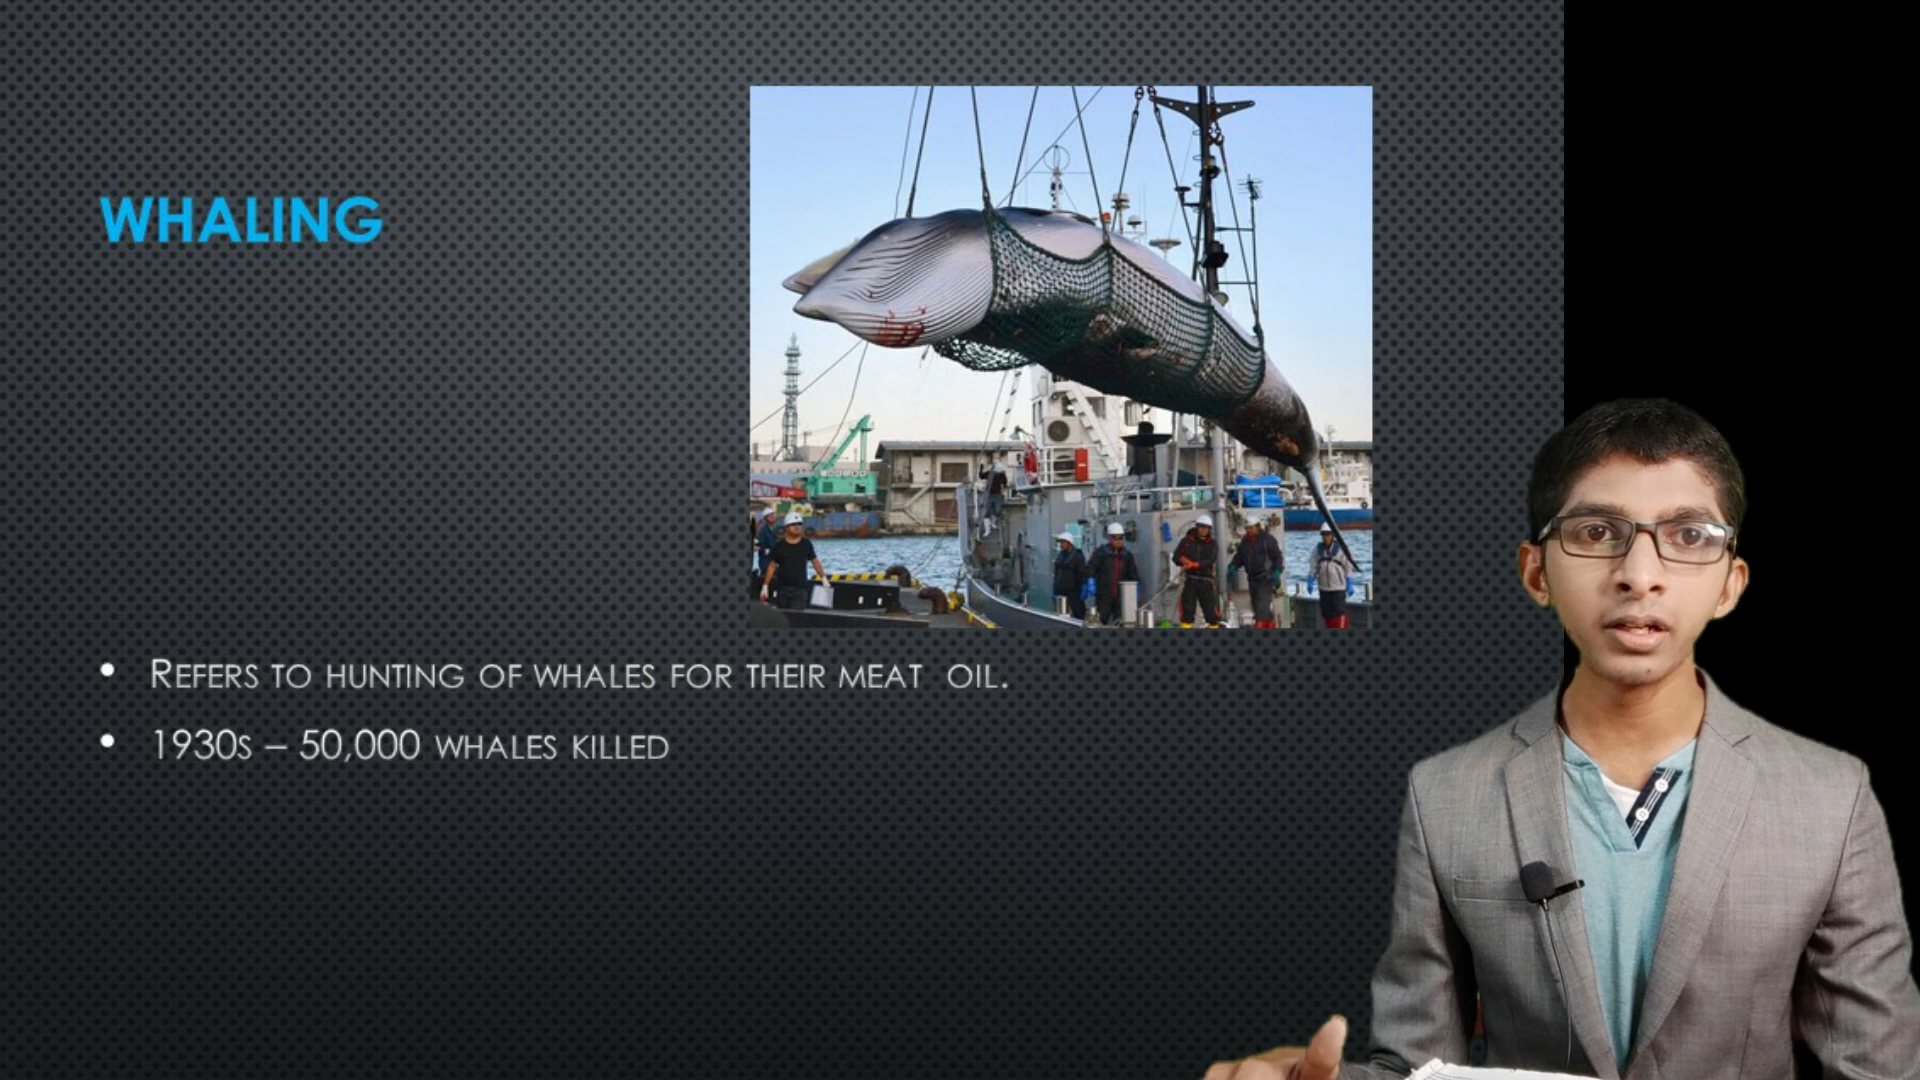 WHALING
• REFERS TO HUNTING OF WHALES FOR THEIR MEAT  OIL.
• 1930S – 50,000 WHALES KILLED